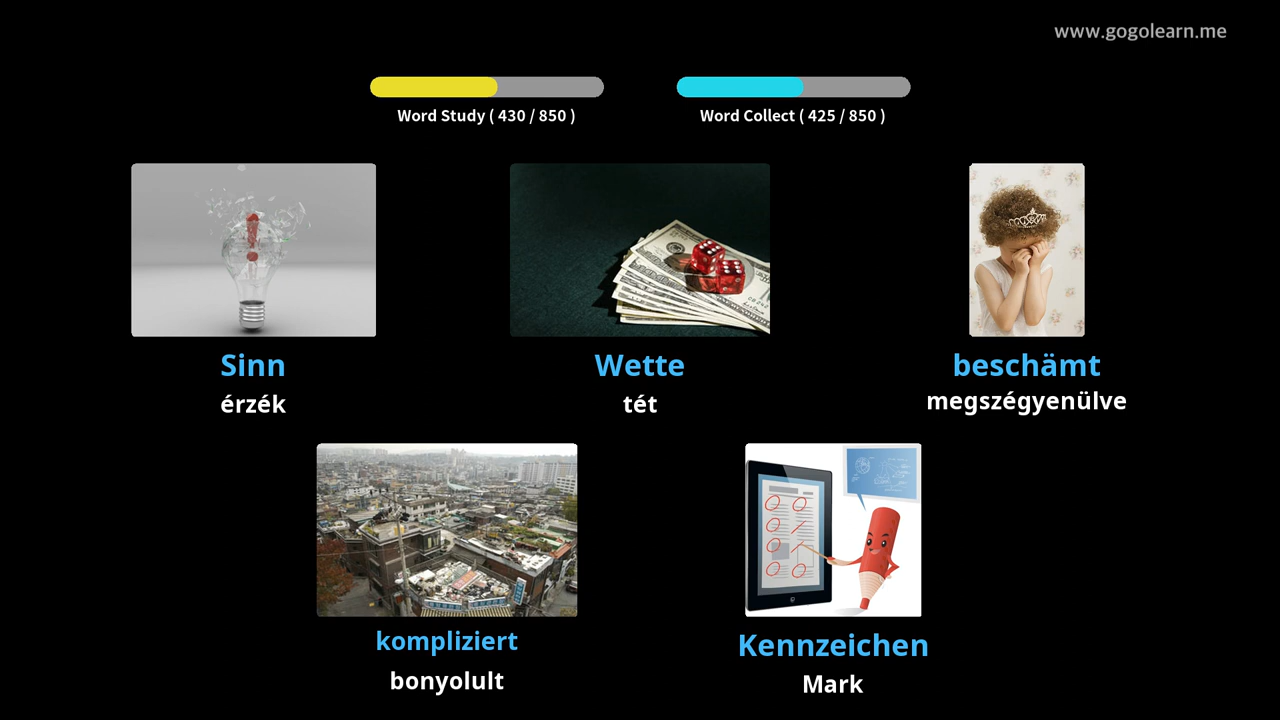 www.gogolearn.me
Word Study ( 430 / 850 )
Word Collect ( 425 / 850 )
Sinn
érzék
Wette
tét
beschämt
megszégyenülve
kompliziert
bonyolult
Kennzeichen
Mark